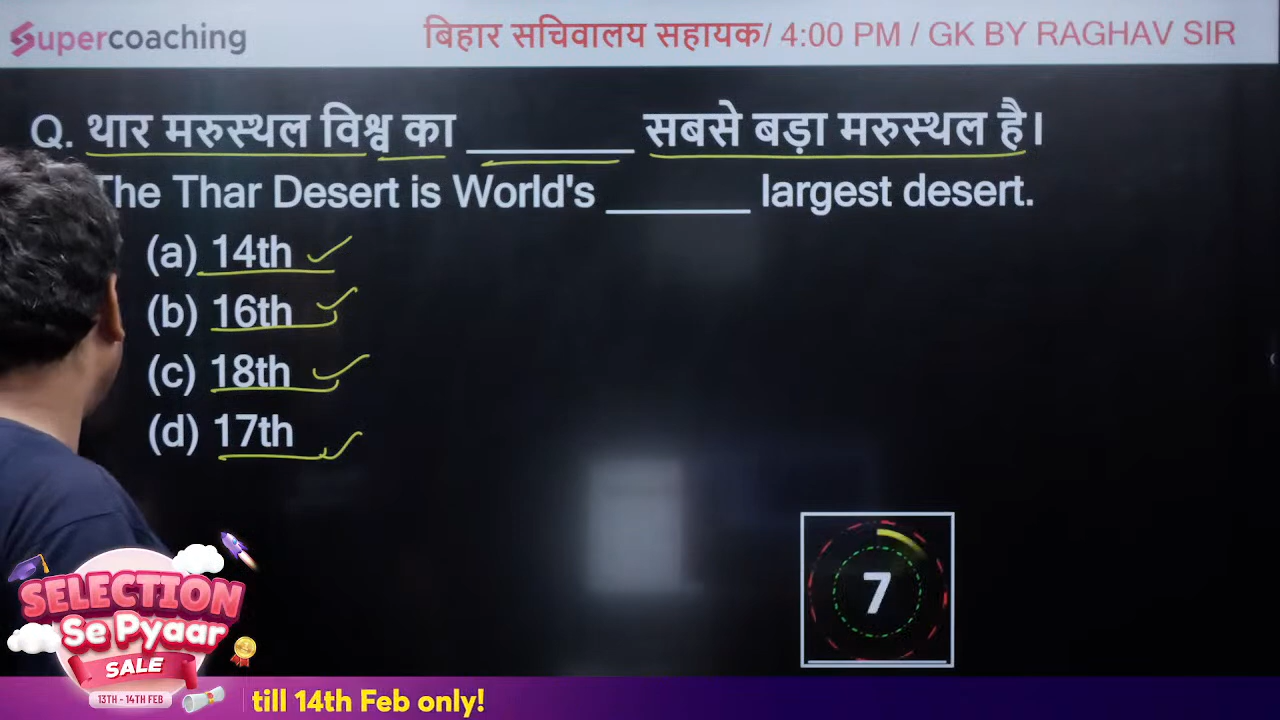 Supercoaching
बिहार सचिवालय सहायक/ 4:00 PM / GK BY RAGHAV SIR
Q. थार मरुस्थल विश्व का ________ सबसे बड़ा मरुस्थल है।
The Thar Desert is World's _______ largest desert.
(a) 14th
(b) 16th
(c) 18th
(d) 17th
7
SELECTION
Se Pyaar
SALE
13TH - 14TH FEB
till 14th Feb only!